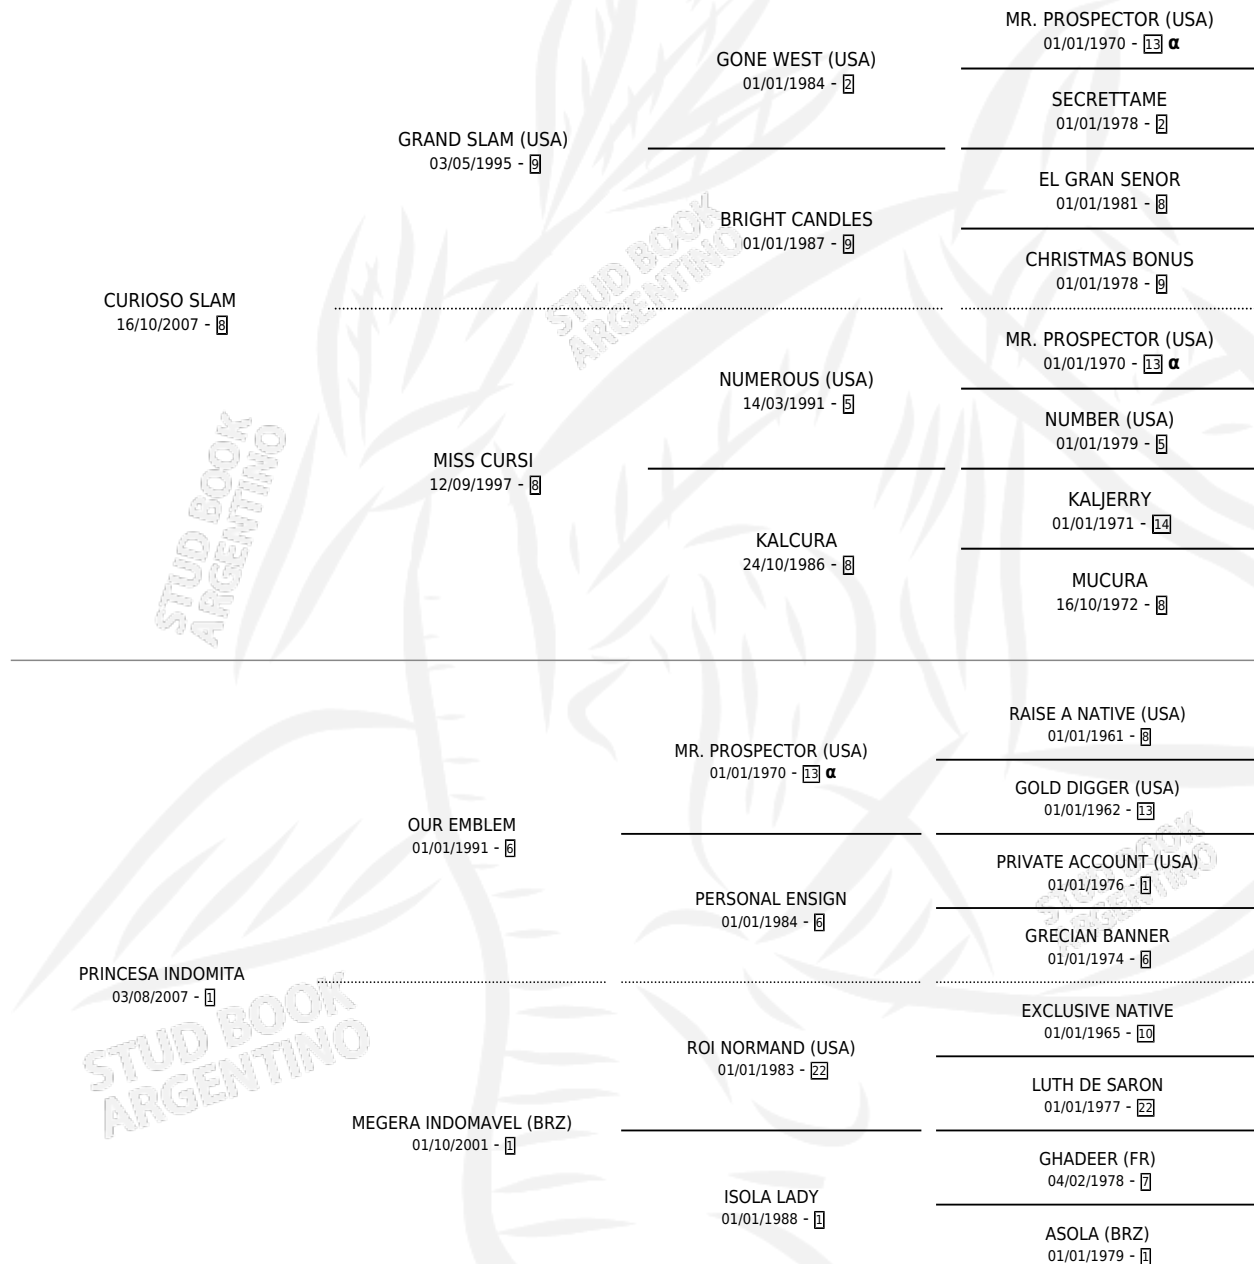 MR. PROSPECTOR (USA)
01/01/1970 - 13 α
GONE WEST (USA)
01/01/1984 - 2
SECRETTAME
01/01/1978 - 2
GRAND SLAM (USA)
03/05/1995 - 9
EL GRAN SENOR
01/01/1981 - 8
BRIGHT CANDLES
01/01/1987 - 9
CHRISTMAS BONUS
01/01/1978 - 9
CURIOSO SLAM
16/10/2007 - 8
MR. PROSPECTOR (USA)
01/01/1970 - 13 α
NUMEROUS (USA)
14/03/1991 - 5
NUMBER (USA)
01/01/1979 - 5
MISS CURSI
12/09/1997 - 8
KALJERRY
01/01/1971 - 14
KALCURA
24/10/1986 - 8
MUCURA
16/10/1972 - 8
RAISE A NATIVE (USA)
01/01/1961 - 8
MR. PROSPECTOR (USA)
01/01/1970 - 13 α
GOLD DIGGER (USA)
01/01/1962 - 13
OUR EMBLEM
01/01/1991 - 6
PRIVATE ACCOUNT (USA)
01/01/1976 - 1
PERSONAL ENSIGN
01/01/1984 - 6
GRECIAN BANNER
01/01/1974 - 6
PRINCESA INDOMITA
03/08/2007 - 1
EXCLUSIVE NATIVE
01/01/1965 - 10
ROI NORMAND (USA)
01/01/1983 - 22
LUTH DE SARON
01/01/1977 - 22
MEGERA INDOMAVEL (BRZ)
01/10/2001 - 1
GHADEER (FR)
04/02/1978 - 7
ISOLA LADY
01/01/1988 - 1
ASOLA (BRZ)
01/01/1979 - 1
STUD BOOK
ARGENTINO
STUD BOOK
ARGENTINO
STUD BOOK
ARGENTINO
STUD BOOK
ARGENTINO